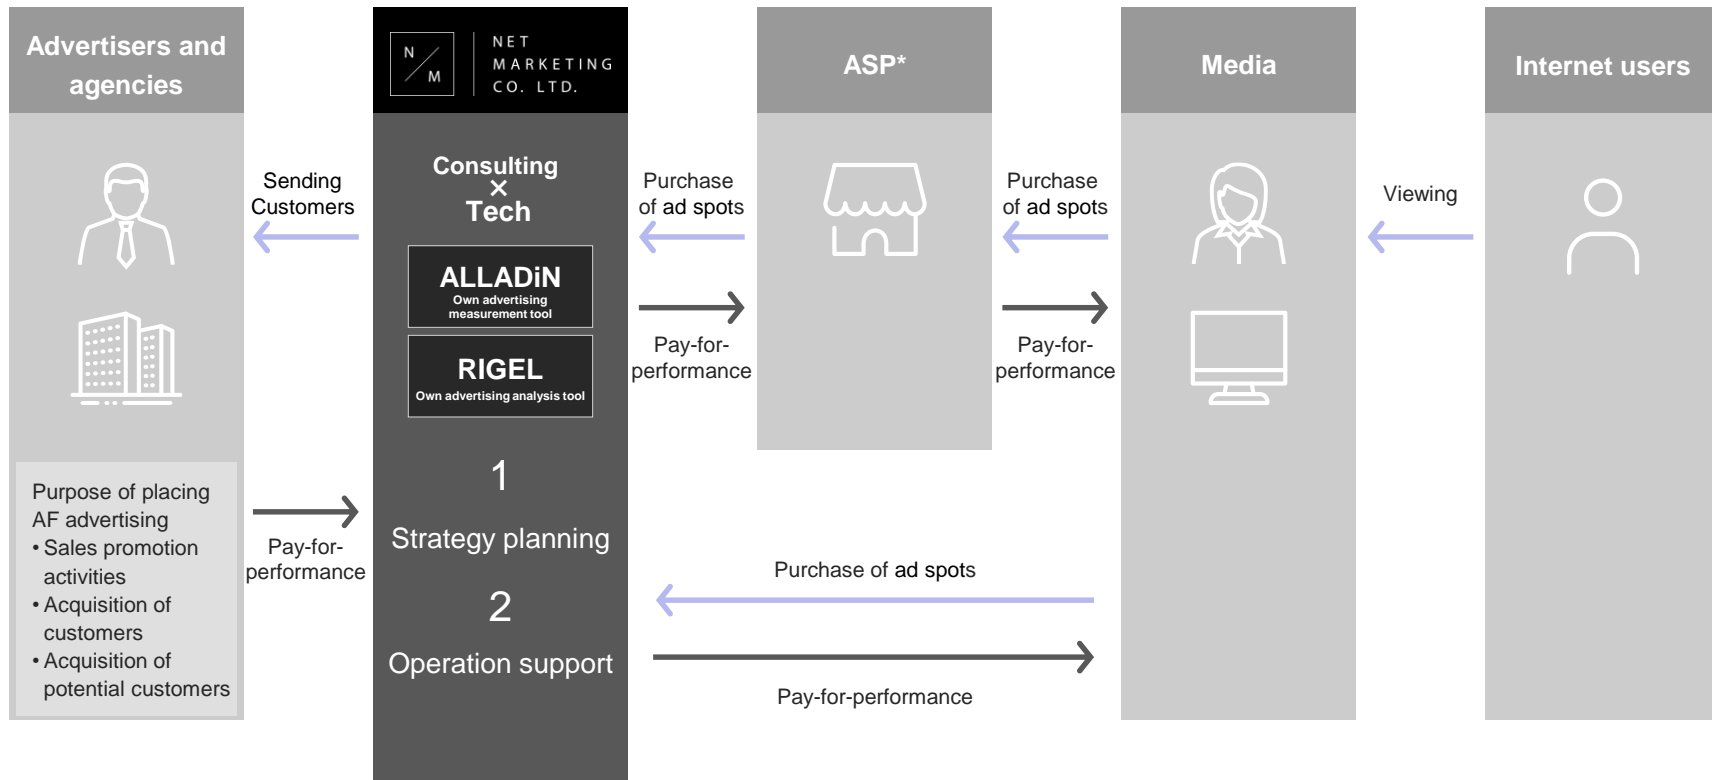 Advertisers and
agencies
N
M
NET
MARKETING
CO. LTD.
ASP*
Media
Internet users
Sending
Customers
Consulting
×
Tech
ALLADiN
Own advertising
measurement tool
RIGEL
Own advertising analysis tool
1
Strategy planning
2
Operation support
Purchase
of ad spots
Pay-for-
performance
Purchase
of ad spots
Pay-for-
performance
Viewing
Purpose of placing
AF advertising
• Sales promotion
activities
• Acquisition of
customers
• Acquisition of
potential customers
Pay-for-
performance
Purchase of ad spots
Pay-for-performance